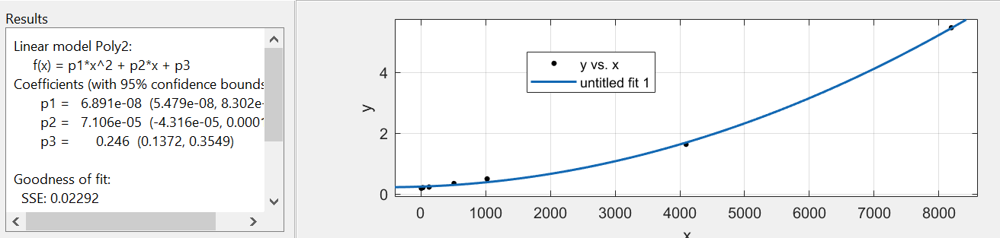 Results
Linear model Poly2:
f(x) = p1*x^2 + p2*x + p3
Coefficients (with 95% confidence bounds
p1 = 6.891e-08 (5.479e-08, 8.302e-
p2 = 7.106e-05 (-4.316e-05, 0.0001
p3 = 0.246 (0.1372, 0.3549)
Goodness of fit:
SSE: 0.02292
y
4
2
0
y vs. x
untitled fit 1
0 1000 2000 3000 4000 5000 6000 7000 8000
x